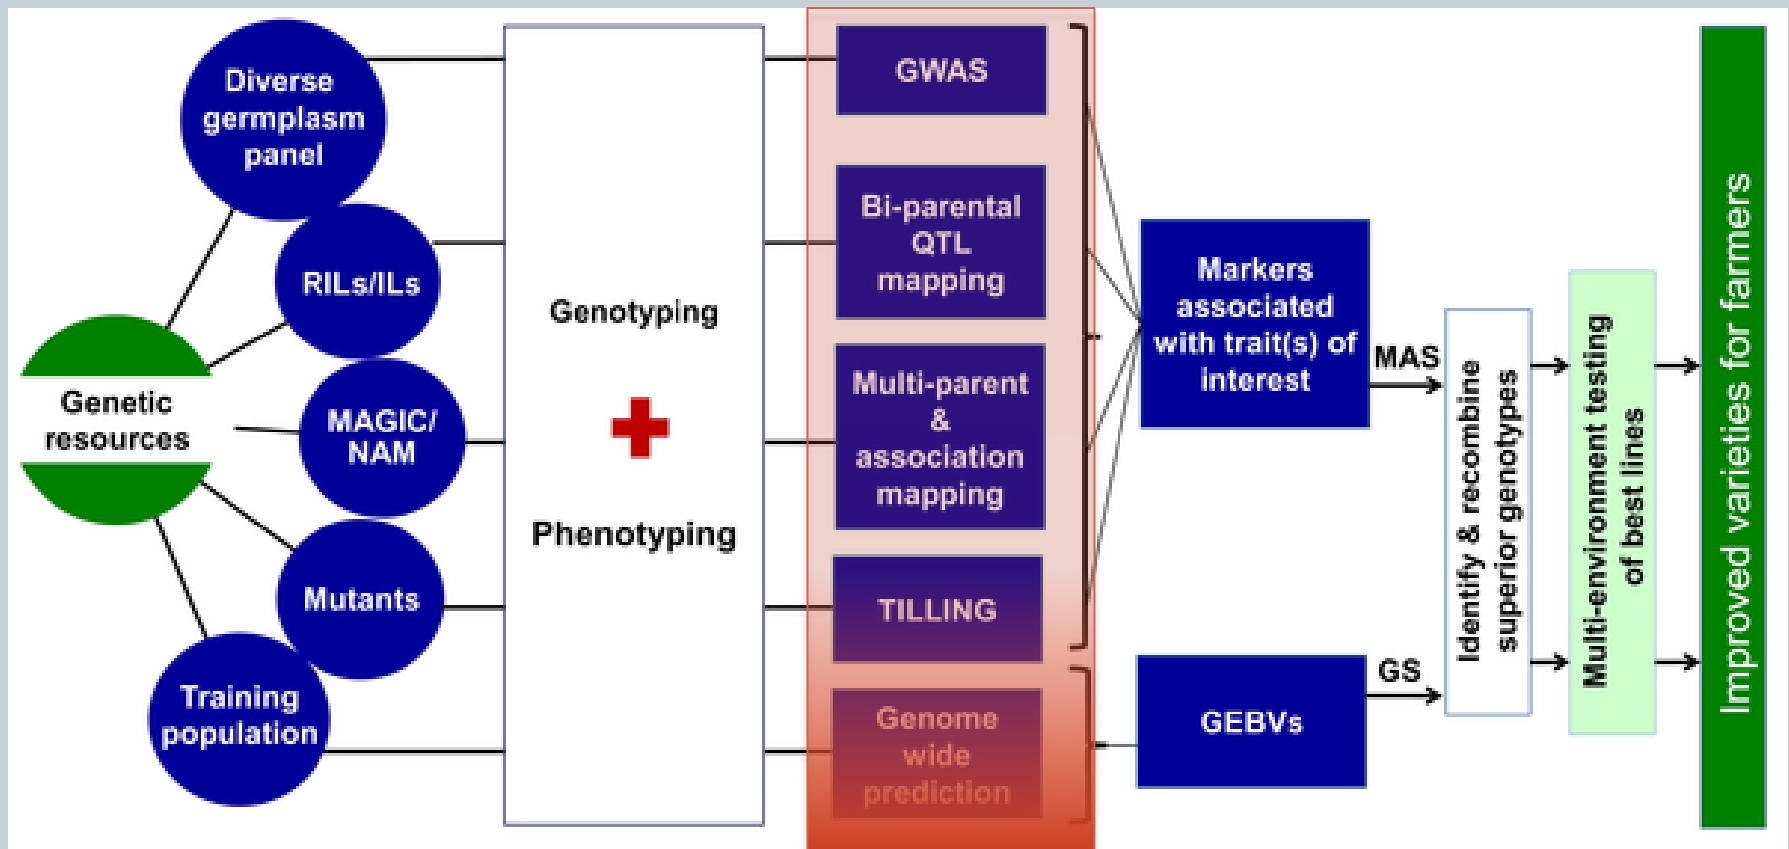 Diverse
germplasm
panel
RILs/ILs
Genetic
resources
MAGIC/
NAM
Mutants
Training
population
Genotyping
Phenotyping
GWAS
Bi-parental
QTL
mapping
Multi-parent
&
association
mapping
TILLING
Genome
wide
prediction
Markers
associated
with trait(s) of
interest
GEBVs
MAS
GS
Identify & recombine
superior genotypes
Multi-environment testing
of best lines
Improved varieties for farmers